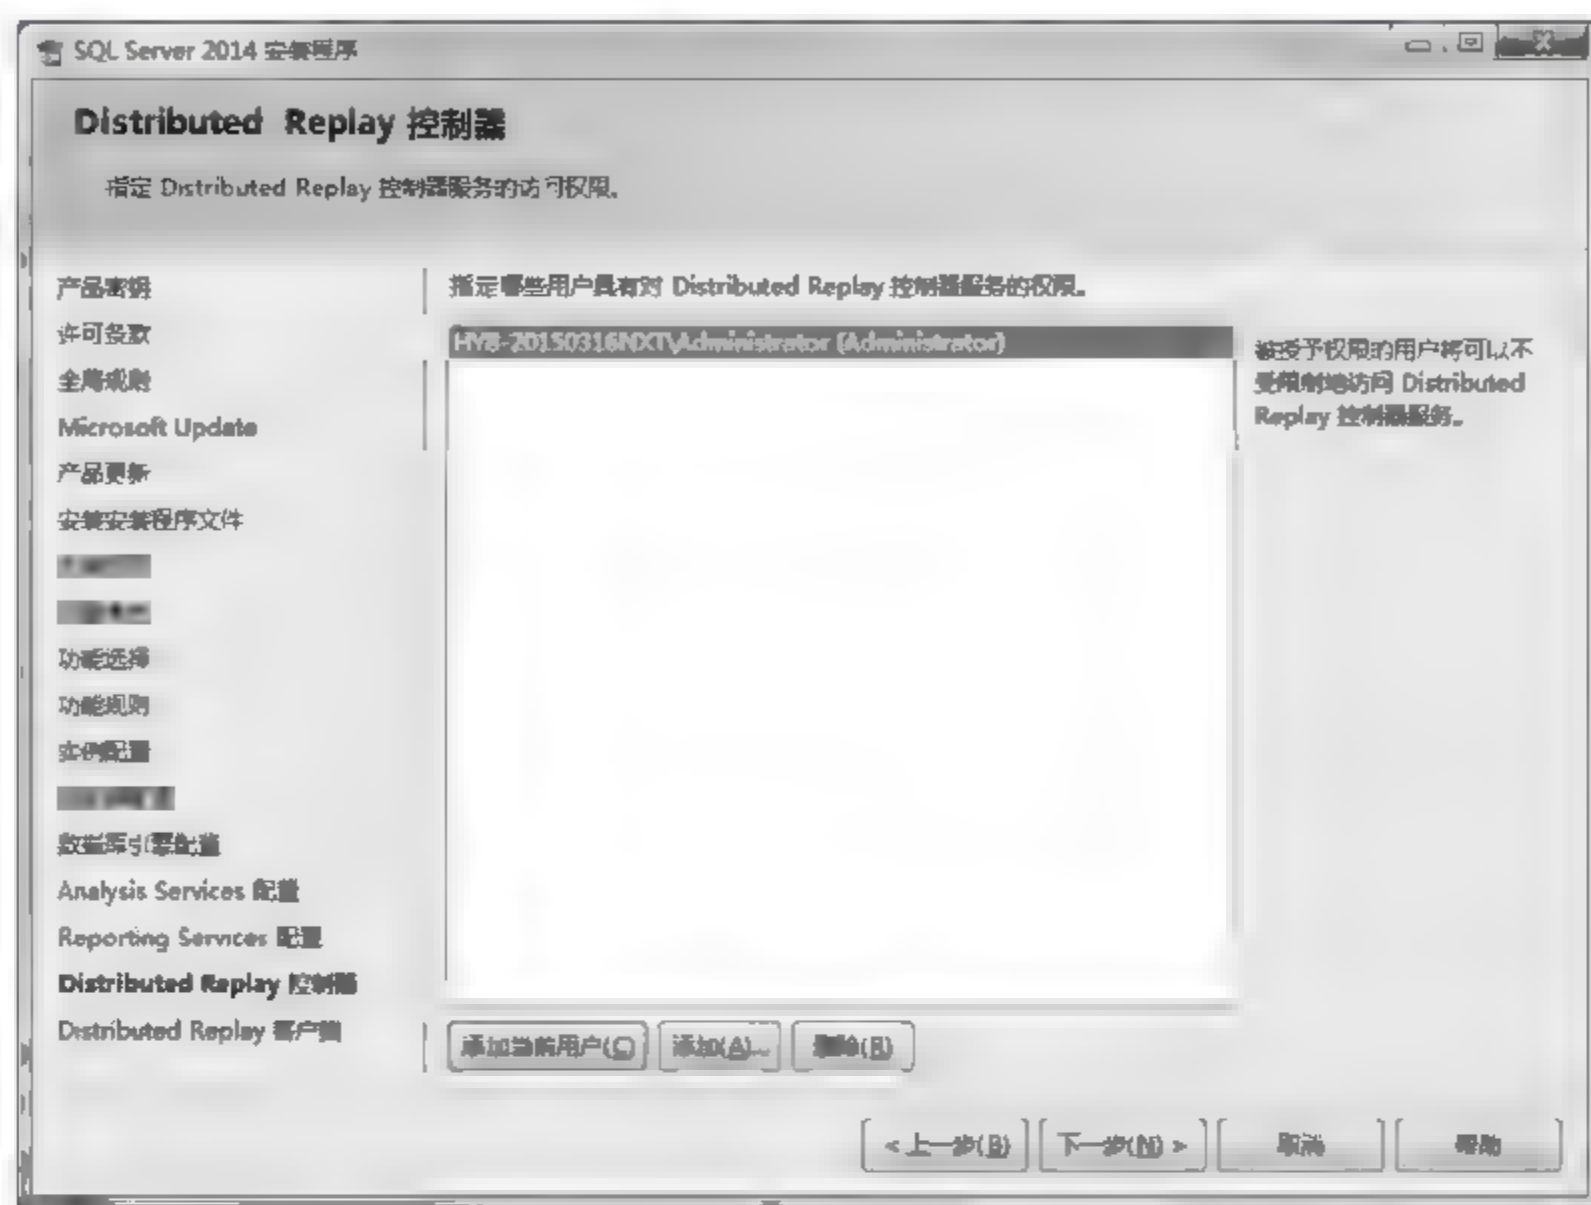 SQL Server 2014 安装程序
Distributed Replay 控制器
指定 Distributed Replay 控制器服务的访问权限。
产品密钥
许可条款
全局规则
Microsoft Update
产品更新
安装安装程序文件
功能选择
功能规则
实例配置
数据库引擎配置
Analysis Services 配置
Reporting Services 配置
Distributed Replay 控制器
Distributed Replay 客户端
指定哪些用户具有对 Distributed Replay 控制器服务的权限。
HYB-20150316NXT\Administrator (Administrator)
被授予权限的用户将可以不
受限制地访问 Distributed
Replay 控制器服务。
添加当前用户(C)
添加(A)...
删除(R)
< 上一步(B)
下一步(N) >
取消
帮助